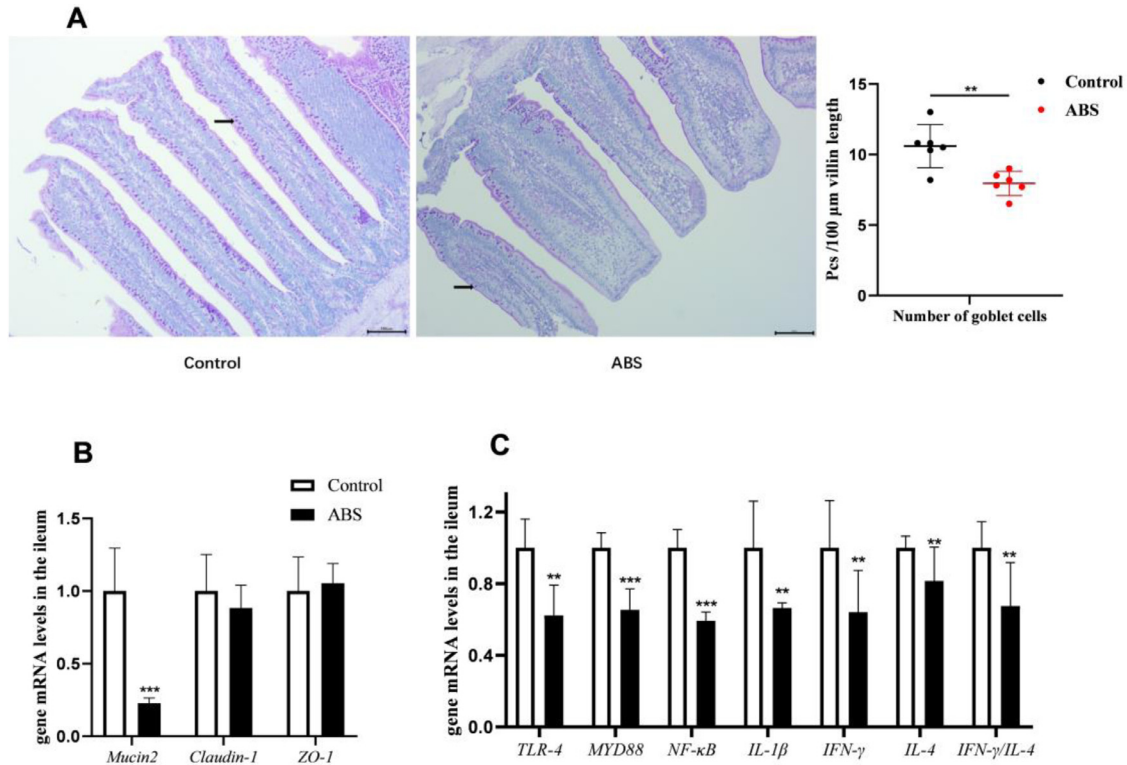 A
Control
ABS
Control
ABS
**
15
10
5
0
Pcs /100 μm villin length
Number of goblet cells
B
Control
ABS
gene mRNA levels in the ileum
1.5
1.0
0.5
0.0
***
Mucin2 Claudin-1 ZO-1
C
gene mRNA levels in the ileum
1.2
0.8
0.4
0.0
** *** *** ** ** ** **
TLR-4 MYD88 NF-κB IL-1β IFN-γ IL-4 IFN-γ/IL-4